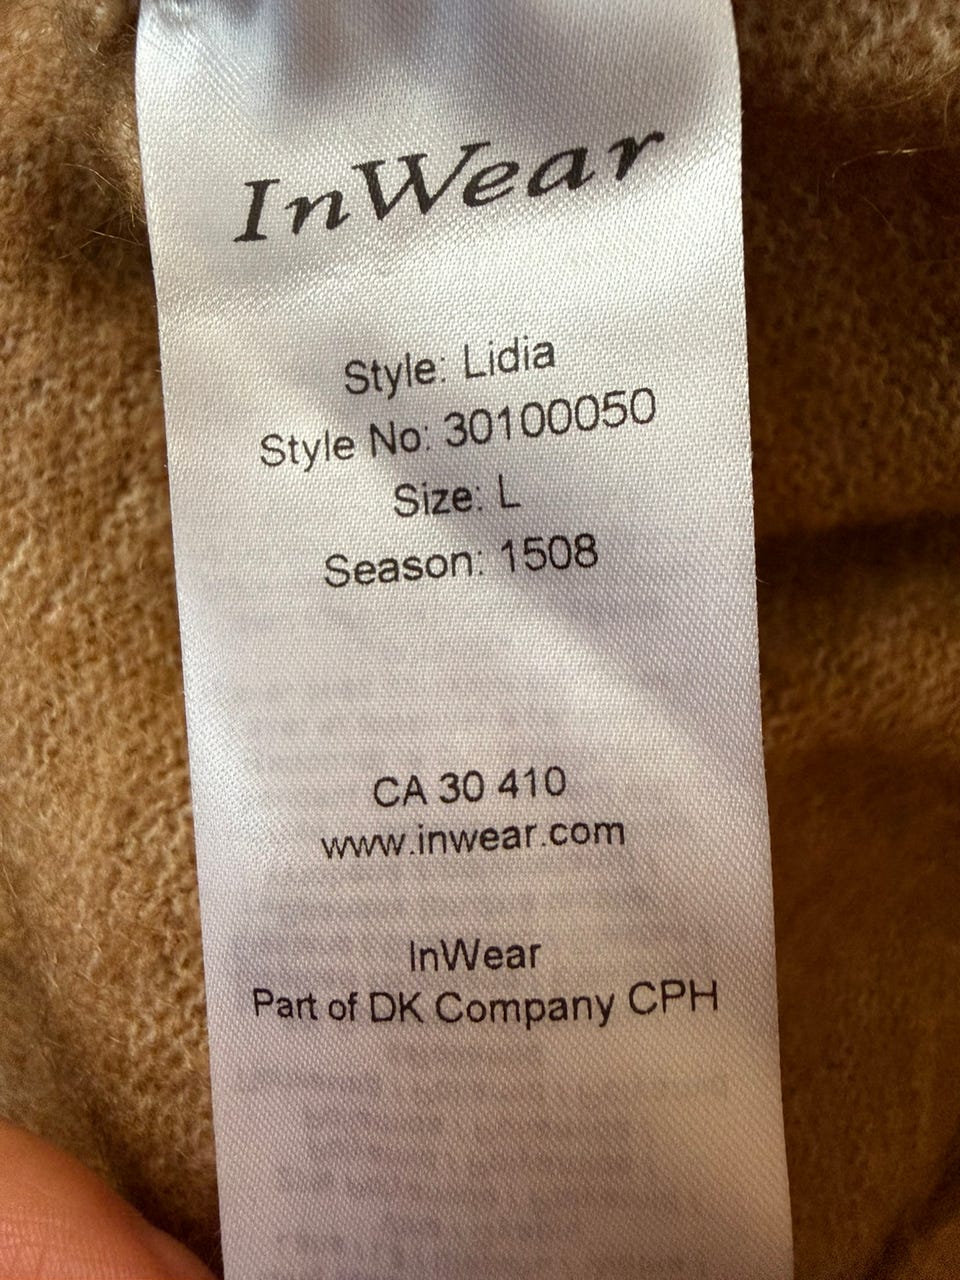 InWear
Style: Lidia
Style No: 30100050
Size: L
Season: 1508
CA 30 410
www.inwear.com
InWear
Part of DK Company CPH